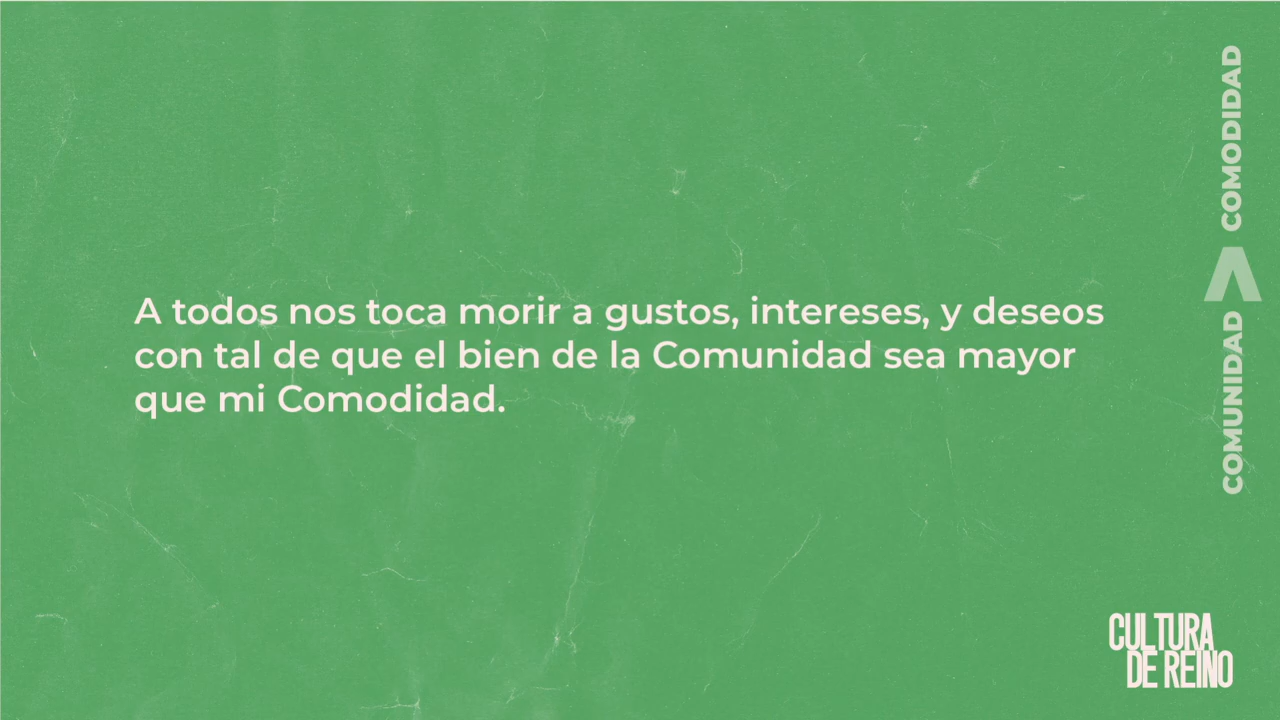 A todos nos toca morir a gustos, intereses, y deseos
con tal de que el bien de la Comunidad sea mayor
que mi Comodidad.
COMUNIDAD > COMODIDAD
CULTURA
DE REINO